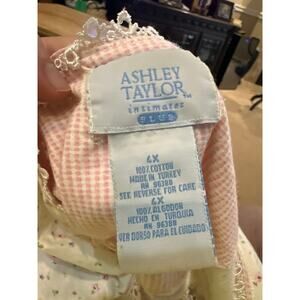 ASHLEY
TAYLOR™
intimates
PLUS
4X
100% COTTON
MADE IN TURKEY
RN 96388
SEE REVERSE FOR CARE
4X
100% ALGODON
HECHO EN TURQUIA
RN 96388
VER DORSO PARA EL CUIDADO